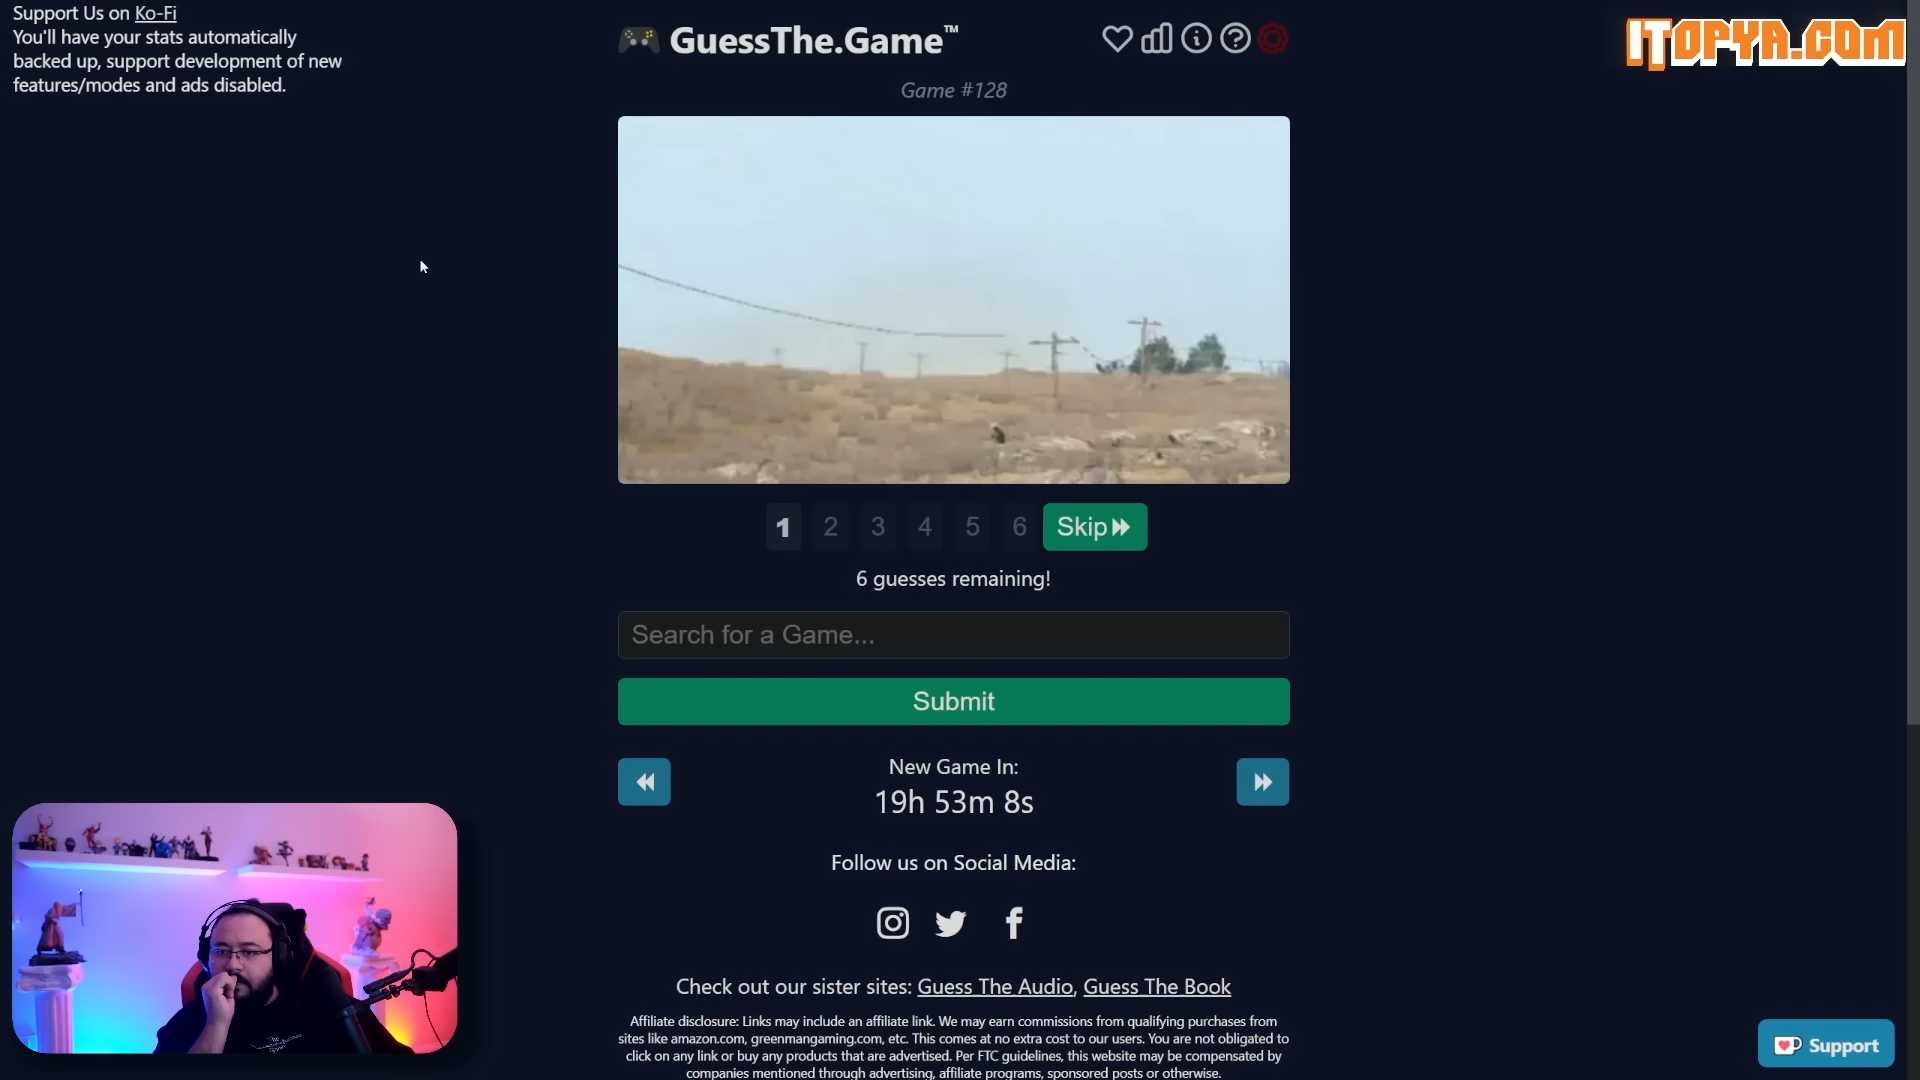 Support Us on Ko-Fi
You'll have your stats automatically
backed up, support development of new
features/modes and ads disabled.
GuessThe.Game™
ITOPYA.COM
Game #128
1 2 3 4 5 6 Skip
6 guesses remaining!
Search for a Game...
Submit
New Game In:
19h 53m 8s
Follow us on Social Media:
Check out our sister sites: Guess The Audio, Guess The Book
Affiliate disclosure: Links may include an affiliate link. We may earn commissions from qualifying purchases from
sites like amazon.com, greenmangaming.com, etc. This comes at no extra cost to our users. You are not obligated to
click on any link or buy any products that are advertised. Per FTC guidelines, this website may be compensated by
companies mentioned through advertising, affiliate programs, sponsored posts or otherwise.
Support